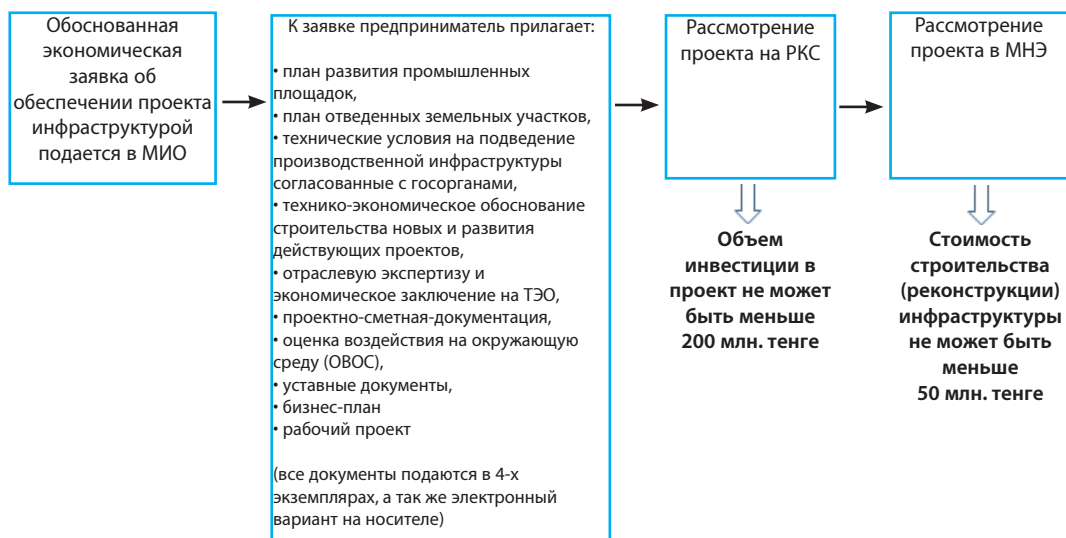 Обоснованная
экономическая
заявка об
обеспечении проекта
инфраструктурой
подается в МИО
К заявке предприниматель прилагает:
• план развития промышленных
площадок,
• план отведенных земельных участков,
• технические условия на подведение
производственной инфраструктуры
согласованные с госорганами,
• технико-экономическое обоснование
строительства новых и развития
действующих проектов,
• отраслевую экспертизу и
экономическое заключение на ТЭО,
• проектно-сметная-документация,
• оценка воздействия на окружающую
среду (ОВОС),
• уставные документы,
• бизнес-план
• рабочий проект
(все документы подаются в 4-х
экземплярах, а так же электронный
вариант на носителе)
Рассмотрение
проекта на РКС
Объем
инвестиции в
проект не может
быть меньше
200 млн. тенге
Рассмотрение
проекта в МНЭ
Стоимость
строительства
(реконструкции)
инфраструктуры
не может быть
меньше
50 млн. тенге